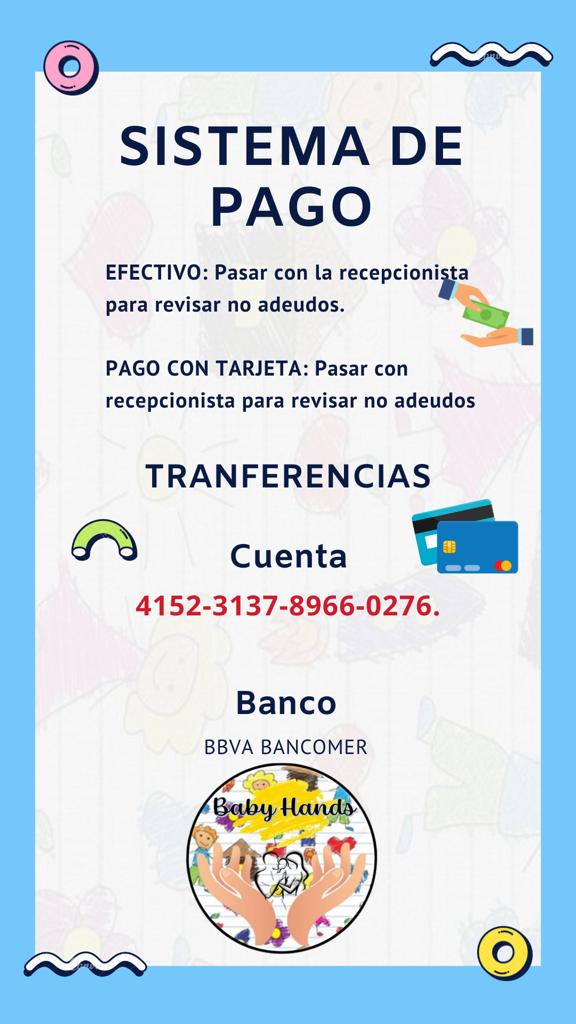 SISTEMA DE
PAGO
EFECTIVO: Pasar con la recepcionista
para revisar no adeudos.
PAGO CON TARJETA: Pasar con
recepcionista para revisar no adeudos
TRANFERENCIAS
Cuenta
4152-3137-8966-0276.
Banco
BBVA BANCOMER
Baby Hands